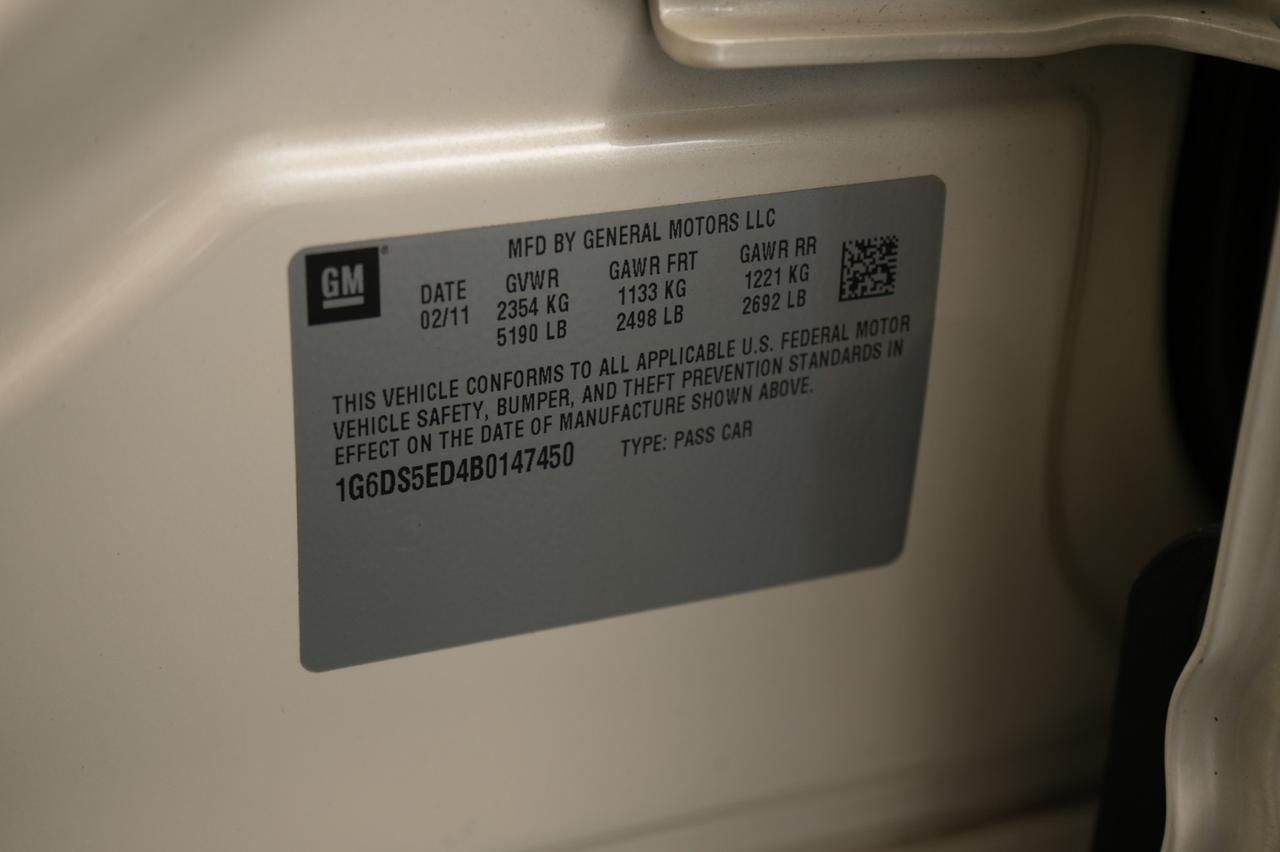 GM®
MFD BY GENERAL MOTORS LLC
DATE GVWR GAWR FRT GAWR RR
02/11 2354 KG 1133 KG 1221 KG
5190 LB 2498 LB 2692 LB
THIS VEHICLE CONFORMS TO ALL APPLICABLE U.S. FEDERAL MOTOR
VEHICLE SAFETY, BUMPER, AND THEFT PREVENTION STANDARDS IN
EFFECT ON THE DATE OF MANUFACTURE SHOWN ABOVE.
1G6DS5ED4B0147450 TYPE: PASS CAR